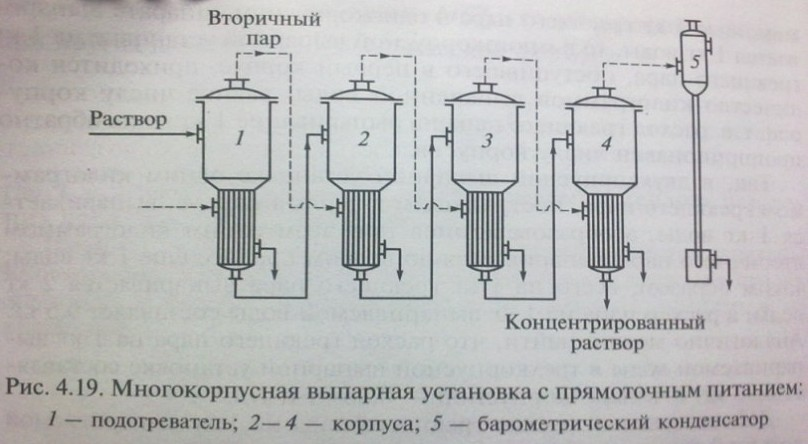 Вторичный
пар
Раствор
1
2
3
4
5
Концентрированный
раствор
Рис. 4.19. Многокорпусная выпарная установка с прямоточным питанием:
1 — подогреватель; 2—4 — корпуса; 5 — барометрический конденсатор